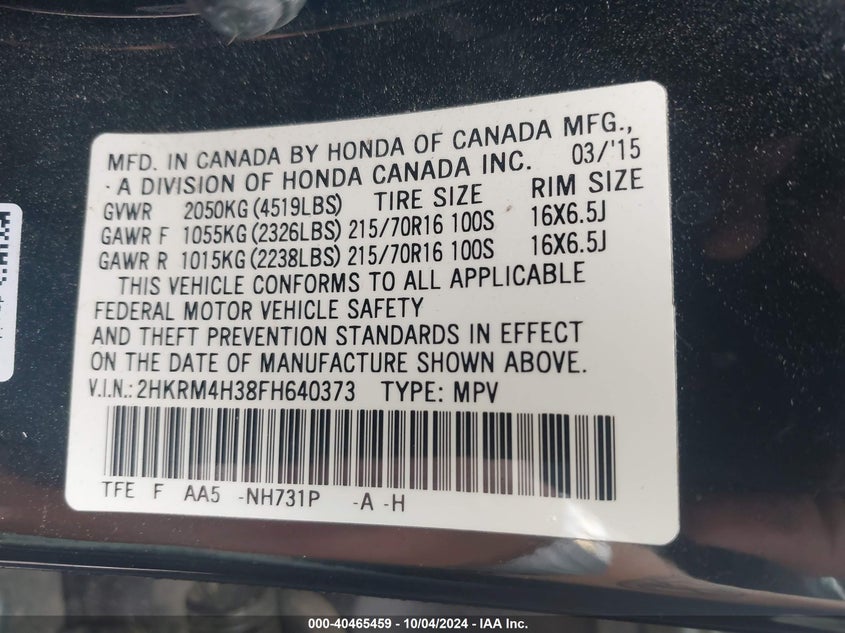 MFD. IN CANADA BY HONDA OF CANADA MFG.,
A DIVISION OF HONDA CANADA INC. 03/'15
GVWR 2050KG (4519LBS) TIRE SIZE RIM SIZE
GAWR F 1055KG (2326LBS) 215/70R16 100S 16X6.5J
GAWR R 1015KG (2238LBS) 215/70R16 100S 16X6.5J
THIS VEHICLE CONFORMS TO ALL APPLICABLE
FEDERAL MOTOR VEHICLE SAFETY
AND THEFT PREVENTION STANDARDS IN EFFECT
ON THE DATE OF MANUFACTURE SHOWN ABOVE.
V.I.N.: 2HKRM4H38FH640373 TYPE: MPV
TFE F AA5 -NH731P -A -H
000-40465459 - 10/04/2024 - IAA Inc.